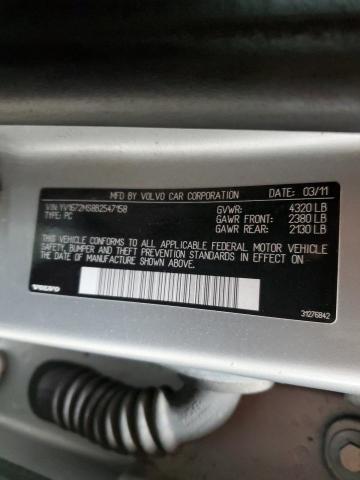 MFD BY VOLVO CAR CORPORATION DATE: 03/11
VIN: YV1672MS8B2547158 GVWR: 4320 LB
TYPE: PC GAWR FRONT: 2380 LB
GAWR REAR: 2130 LB
THIS VEHICLE CONFORMS TO ALL APPLICABLE FEDERAL MOTOR VEHICLE
SAFETY, BUMPER AND THEFT PREVENTION STANDARDS IN EFFECT ON
THE DATE OF MANUFACTURE SHOWN ABOVE.
VOLVO 31276842